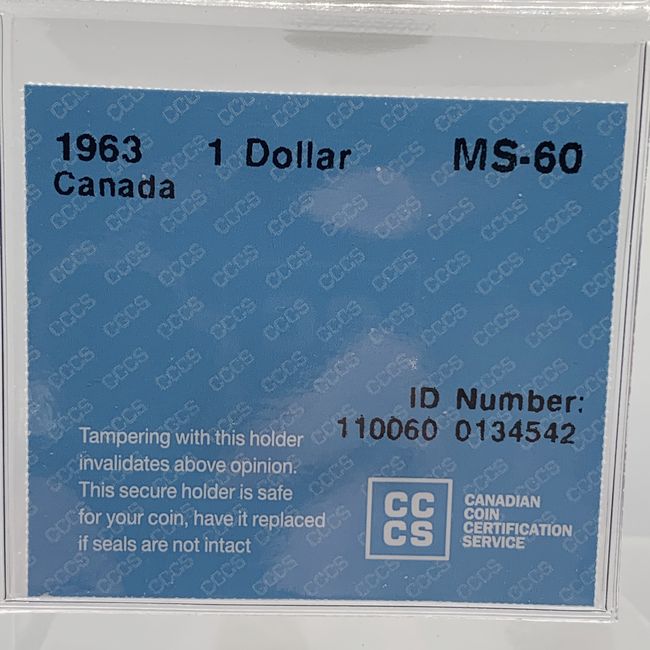 1963 1 Dollar MS-60
Canada
ID Number:
110060 0134542
Tampering with this holder
invalidates above opinion.
This secure holder is safe
for your coin, have it replaced
if seals are not intact
CC
CS
CANADIAN
COIN
CERTIFICATION
SERVICE